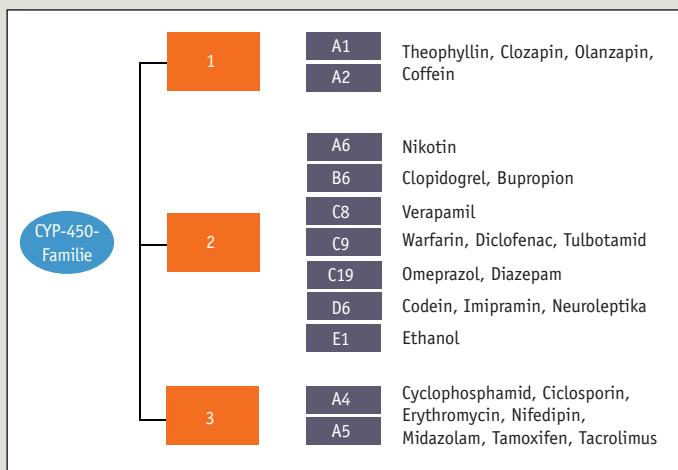 CYP-450-
Familie
1
A1
A2
Theophyllin, Clozapin, Olanzapin,
Coffein
2
A6
Nikotin
B6
Clopidogrel, Bupropion
C8
Verapamil
C9
Warfarin, Diclofenac, Tulbotamid
C19
Omeprazol, Diazepam
D6
Codein, Imipramin, Neuroleptika
E1
Ethanol
3
A4
A5
Cyclophosphamid, Ciclosporin,
Erythromycin, Nifedipin,
Midazolam, Tamoxifen, Tacrolimus